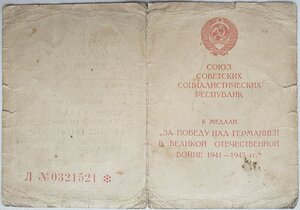 Л №0321521 *
СОЮЗ
СОВЕТСКИХ
СОЦИАЛИСТИЧЕСКИХ
РЕСПУБЛИК
К МЕДАЛИ
"ЗА ПОБЕДУ НАД ГЕРМАНИЕЙ
В ВЕЛИКОЙ ОТЕЧЕСТВЕННОЙ
ВОЙНЕ 1941—1945 гг."